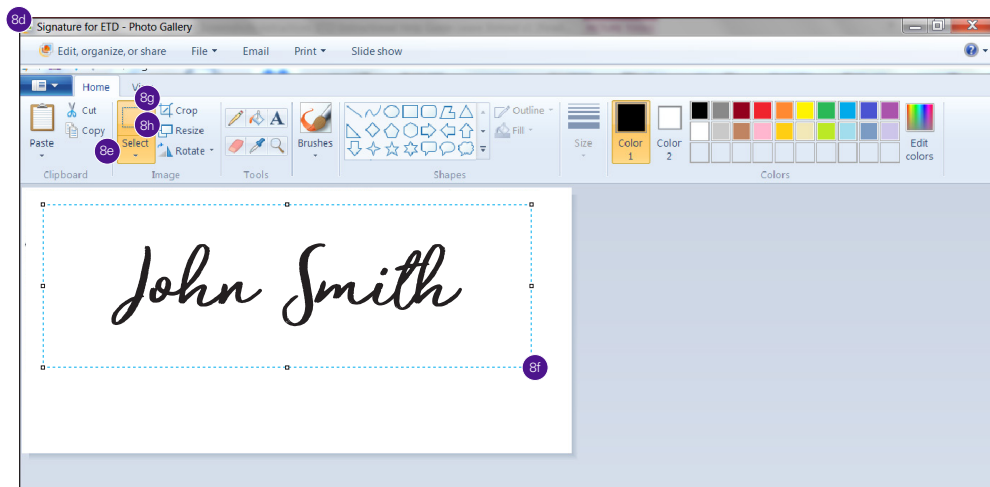 8d
Signature for ETD - Photo Gallery
Edit, organize, or share File Email Print Slide show
Home
8g
Cut Crop Outline
Copy 8h Resize Fill
Paste 8e Select Rotate Brushes Size Color 1 Color 2 Edit colors
Clipboard Image Tools Shapes Colors
John Smith
8f